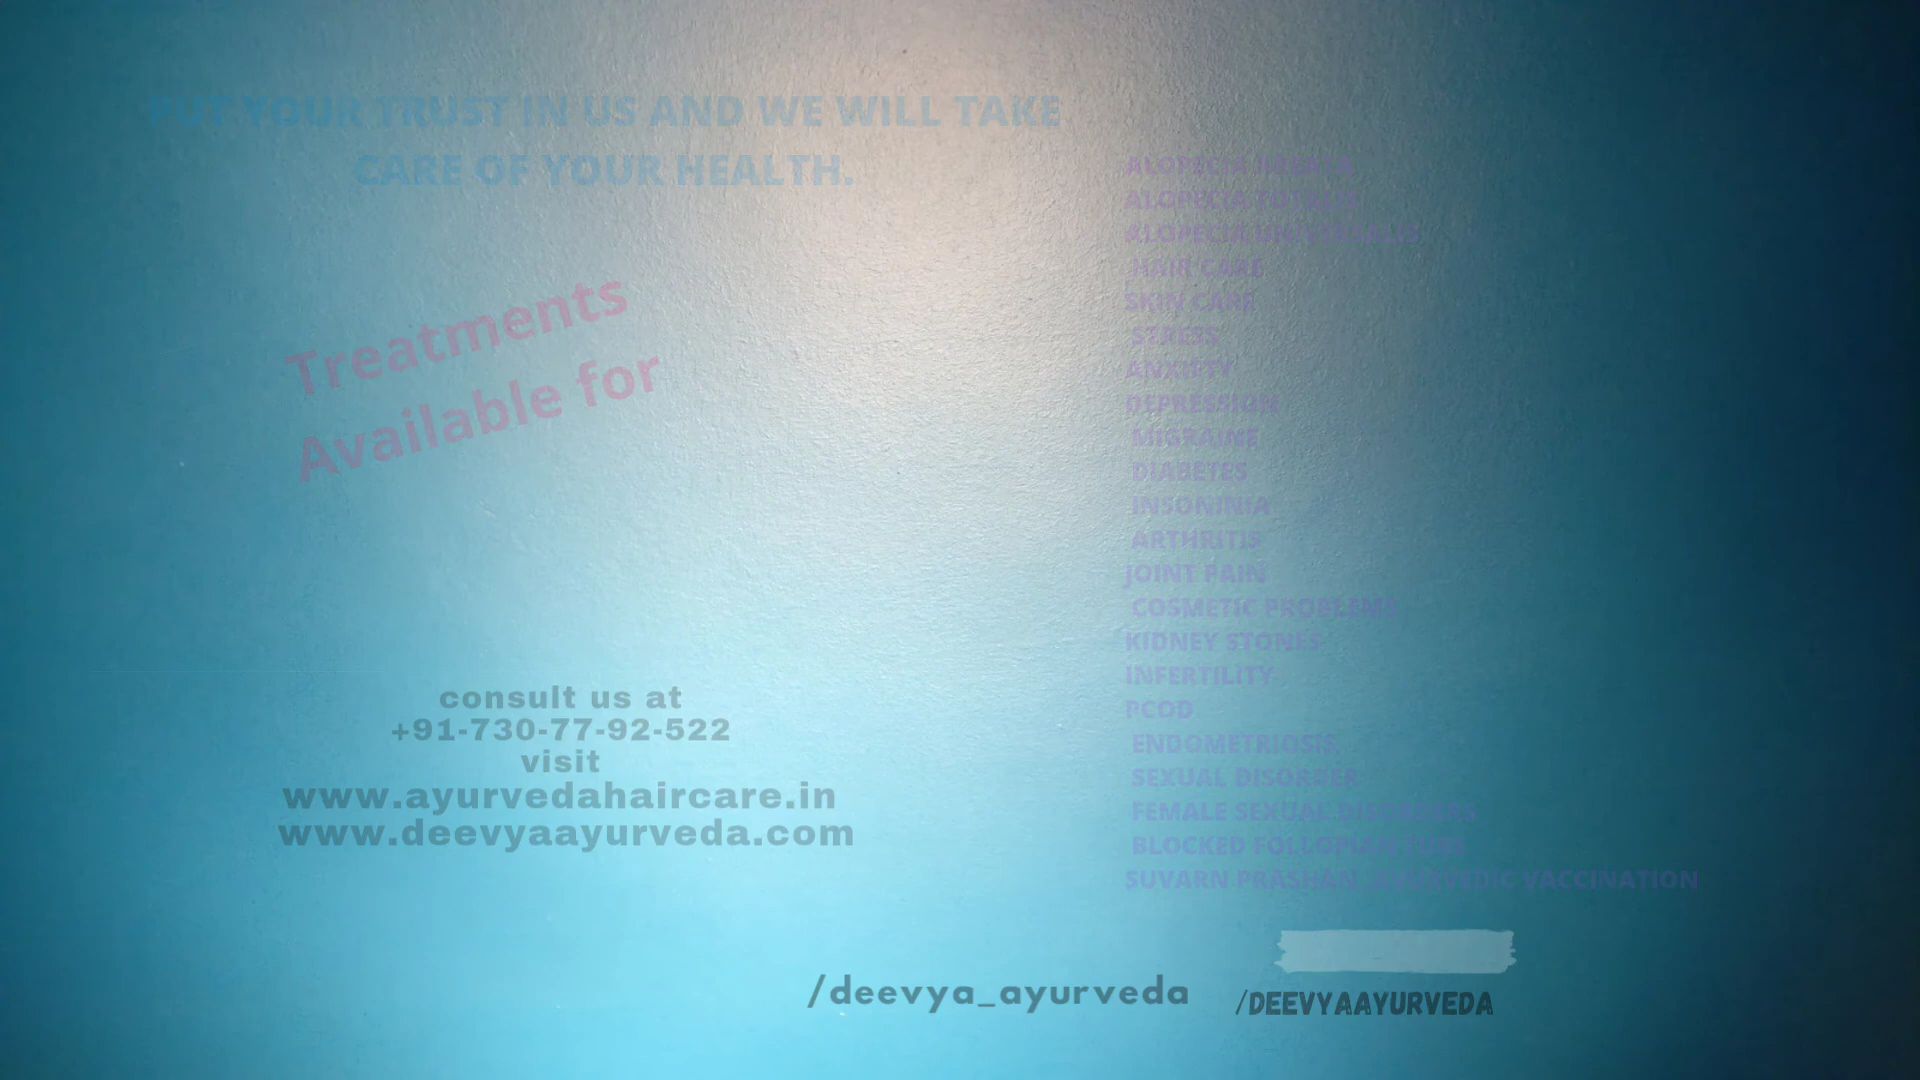 PUT YOUR TRUST IN US AND WE WILL TAKE
CARE OF YOUR HEALTH.
Treatments
Available for
ALOPECIA AREATA
ALOPECIA TOTALIS
ALOPECIA UNIVERSALIS
HAIR CARE
SKIN CARE
STRESS
ANXIETY
DEPRESSION
MIGRAINE
DIABETES
INSONINIA
ARTHRITIS
JOINT PAIN
COSMETIC PROBLEMS
KIDNEY STONES
INFERTILITY
PCOD
ENDOMETRIOSIS
SEXUAL DISORDER
FEMALE SEXUAL DISORDERS
BLOCKED FOLLOPIAN TUBE
SUVARN PRASHAN AYURVEDIC VACCINATION
consult us at
+91-730-77-92-522
visit
www.ayurvedahaircare.in
www.deevyaayurveda.com
/deevya_ayurveda
/DEEVYAAYURVEDA